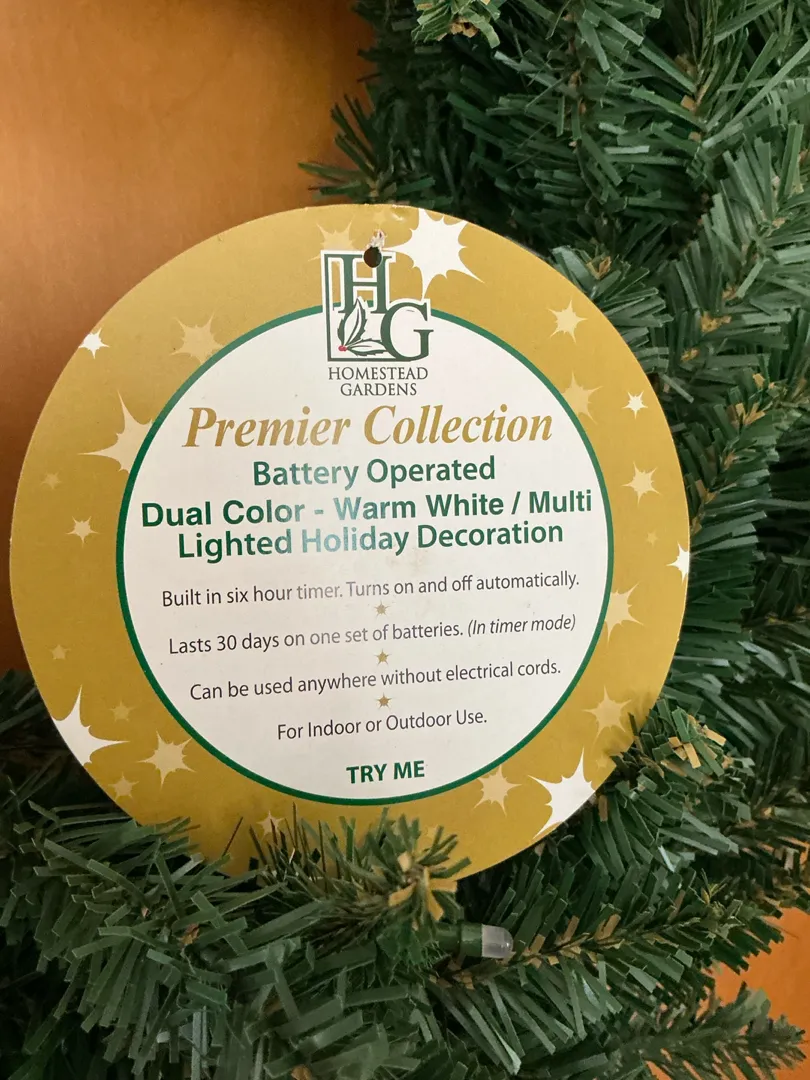 HG
HOMESTEAD
GARDENS
Premier Collection
Battery Operated
Dual Color - Warm White / Multi
Lighted Holiday Decoration
Built in six hour timer. Turns on and off automatically.
Lasts 30 days on one set of batteries. (In timer mode)
Can be used anywhere without electrical cords.
For Indoor or Outdoor Use.
TRY ME